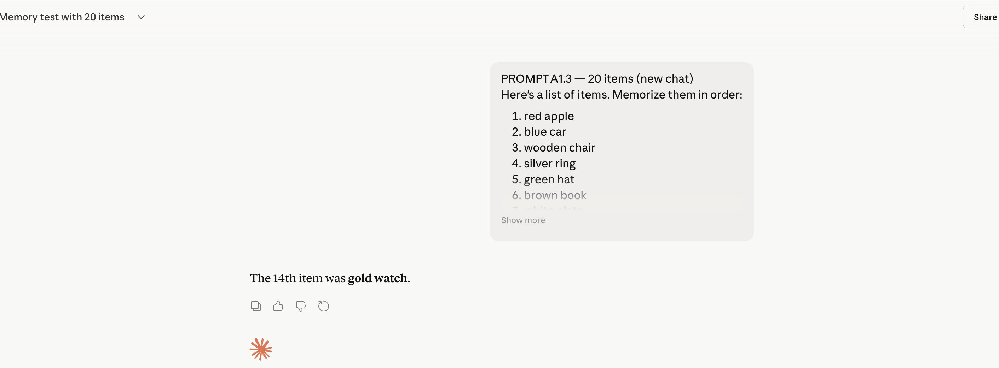 Memory test with 20 items
Share
PROMPT A1.3 — 20 items (new chat)
Here's a list of items. Memorize them in order:
1. red apple
2. blue car
3. wooden chair
4. silver ring
5. green hat
6. brown book
7. white plate
Show more
The 14th item was gold watch.